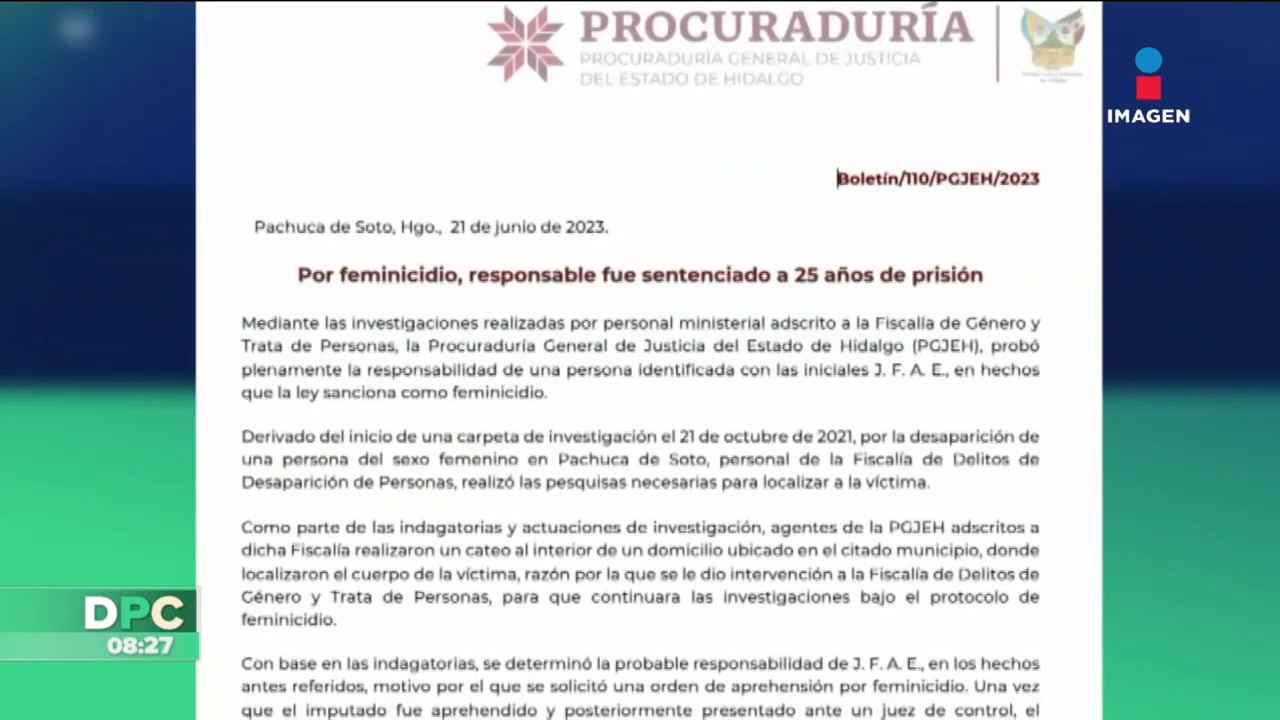 PROCURADURÍA
PROCURADURÍA GENERAL DE JUSTICIA
DEL ESTADO DE HIDALGO
IMAGEN
Boletín/110/PGJEH/2023
Pachuca de Soto, Hgo., 21 de junio de 2023.
Por feminicidio, responsable fue sentenciado a 25 años de prisión
Mediante las investigaciones realizadas por personal ministerial adscrito a la Fiscalía de Género y
Trata de Personas, la Procuraduría General de Justicia del Estado de Hidalgo (PGJEH), probó
plenamente la responsabilidad de una persona identificada con las iniciales J. F. A. E., en hechos
que la ley sanciona como feminicidio.
Derivado del inicio de una carpeta de investigación el 21 de octubre de 2021, por la desaparición de
una persona del sexo femenino en Pachuca de Soto, personal de la Fiscalía de Delitos de
Desaparición de Personas, realizó las pesquisas necesarias para localizar a la víctima.
Como parte de las indagatorias y actuaciones de investigación, agentes de la PGJEH adscritos a
dicha Fiscalía realizaron un cateo al interior de un domicilio ubicado en el citado municipio, donde
localizaron el cuerpo de la víctima, razón por la que se le dio intervención a la Fiscalía de Delitos de
Género y Trata de Personas, para que continuara las investigaciones bajo el protocolo de
feminicidio.
DPC
08:27
Con base en las indagatorias, se determinó la probable responsabilidad de J. F. A. E., en los hechos
antes referidos, motivo por el que se solicitó una orden de aprehensión por feminicidio. Una vez
que el imputado fue aprehendido y posteriormente presentado ante un juez de control, el